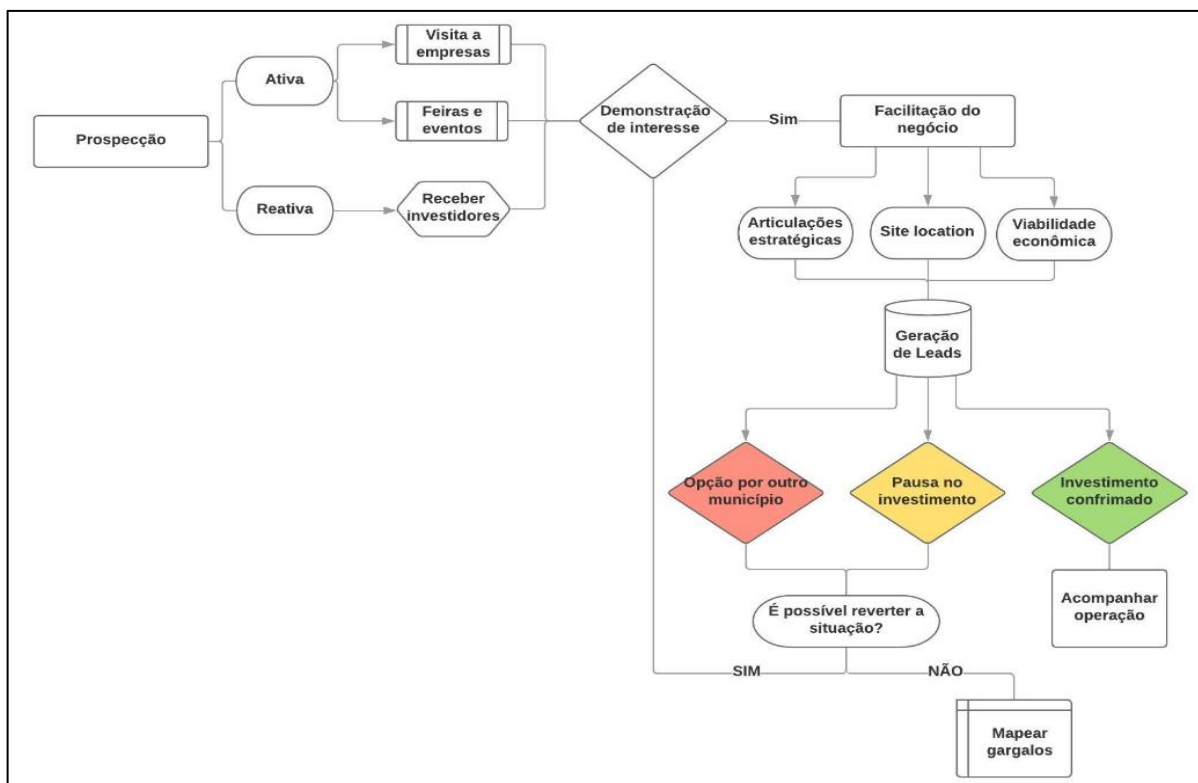 Prospecção
Ativa
Reativa
Visita a
empresas
Feiras e
eventos
Receber
investidores
Demonstração
de interesse
Sim
Facilitação do
negócio
Articulações
estratégicas
Site location
Viabilidade
econômica
Geração
de Leads
Opção por outro
município
Pausa no
investimento
Investimento
confrimado
É possível reverter a
situação?
Acompanhar
operação
SIM
NÃO
Mapear
gargalos